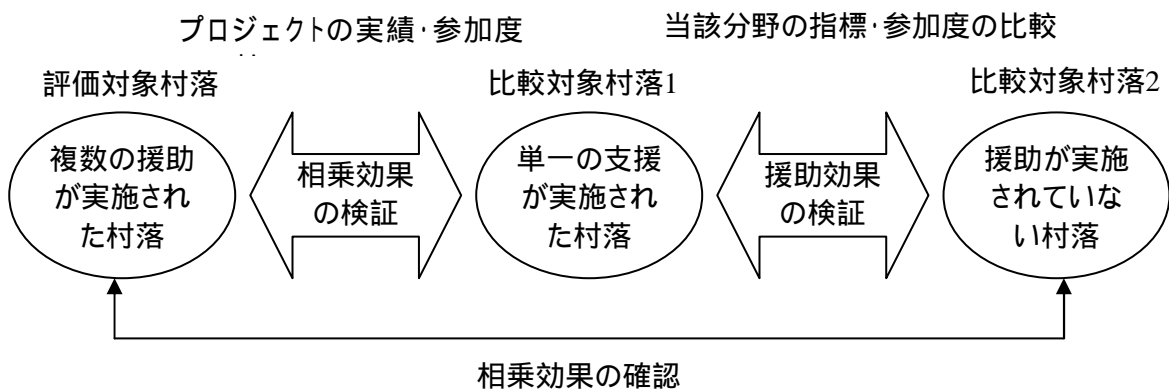 プロジェクトの実績・参加度
当該分野の指標・参加度の比較
評価対象村落
比較対象村落1
比較対象村落2
複数の援助
が実施され
た村落
相乗効果
の検証
単一の支援
が実施され
た村落
援助効果
の検証
援助が実施
されていな
い村落
相乗効果の確認